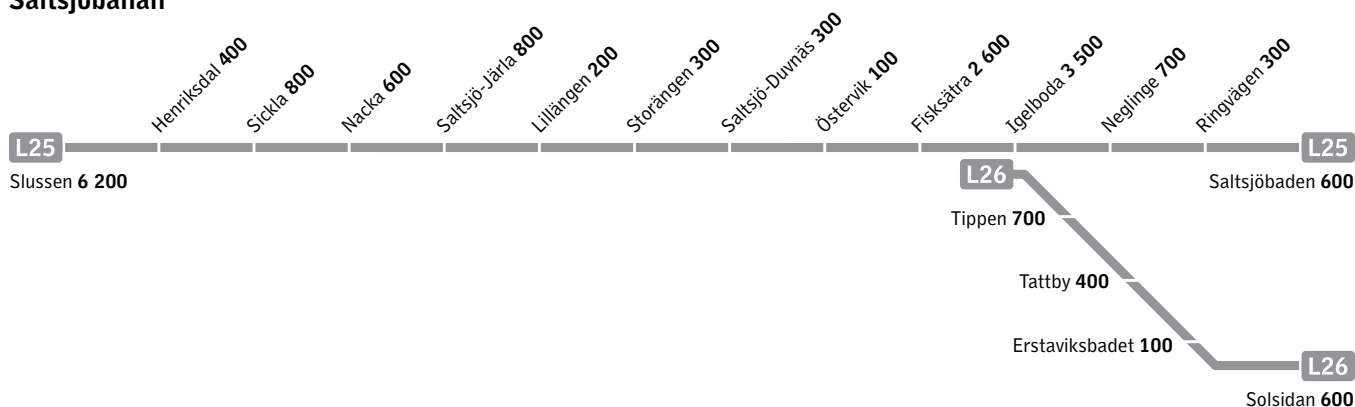 Saltsjöbanan
Henriksdal 400
Sickla 800
Nacka 600
Saltsjö-Järla 800
Lillängen 200
Storängen 300
Saltsjö-Duvnäs 300
Östervik 100
Fisksätra 2 600
Igelboda 3 500
Neglinge 700
Ringvägen 300
L25
L25
Slussen 6 200
L26
Saltsjöbaden 600
Tippen 700
Tattby 400
Erstaviksbadet 100
L26
Solsidan 600